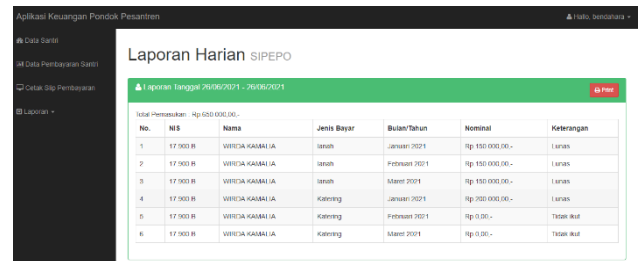 Aplikasi Keuangan Pondok Pesantren
Hallo, bendahara
Data Santri
Data Pembayaran Santri
Cetak Slip Pembayaran
Laporan
Laporan Harian SIPEPO
Laporan Tanggal 26/06/2021 - 26/06/2021
Print
Total Pemasukan : Rp 650.000,00,-
No. NIS Nama Jenis Bayar Bulan/Tahun Nominal Keterangan
1 17.900 B WIRDA KAMALIA Ianah Januari 2021 Rp 150.000,00,- Lunas
2 17.900 B WIRDA KAMALIA Ianah Februari 2021 Rp 150.000,00,- Lunas
3 17.900 B WIRDA KAMALIA Ianah Maret 2021 Rp 150.000,00,- Lunas
4 17.900 B WIRDA KAMALIA Katering Januari 2021 Rp 200.000,00,- Lunas
5 17.900 B WIRDA KAMALIA Katering Februari 2021 Rp 0,00,- Tidak ikut
6 17.900 B WIRDA KAMALIA Katering Maret 2021 Rp 0,00,- Tidak ikut